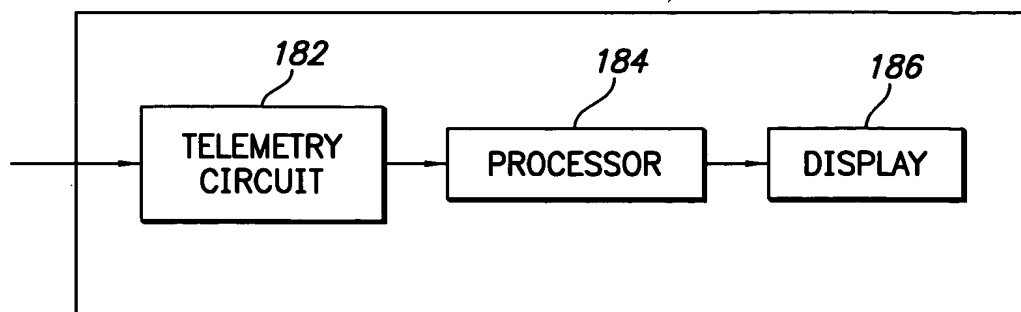 182
184
186
TELEMETRY
CIRCUIT
PROCESSOR
DISPLAY